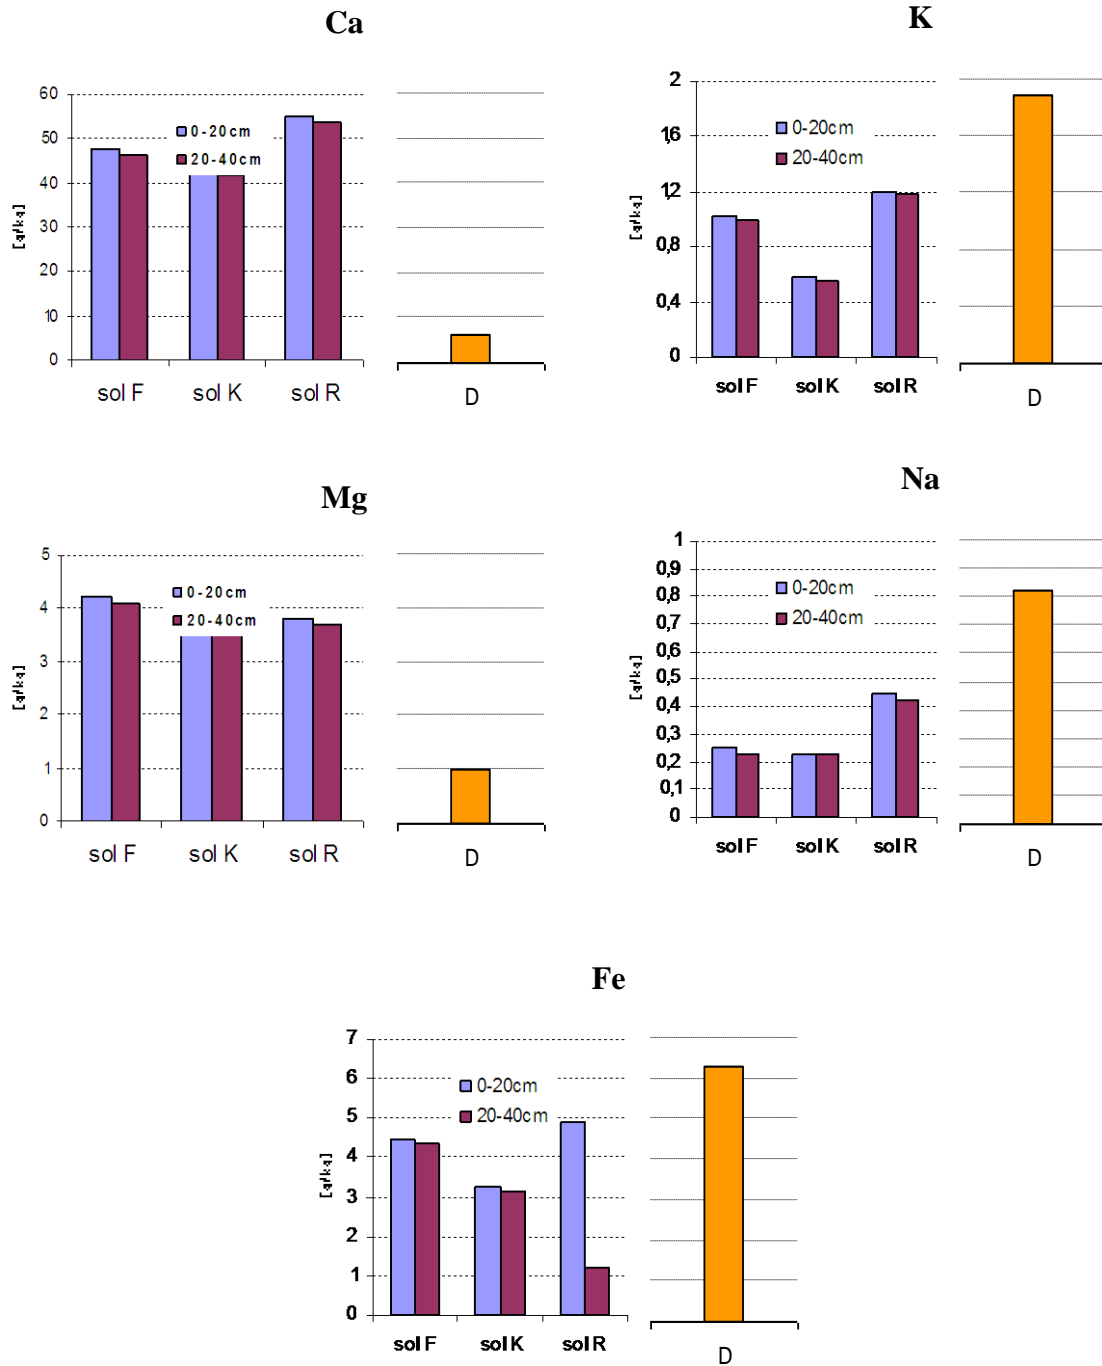 Ca
60
50
40
30
20
10
0
[g/kg]
0-20cm
20-40cm
sol F sol K sol R
D
K
2
1,6
1,2
0,8
0,4
0
[g/kg]
0-20cm
20-40cm
sol F sol K sol R
D
Mg
5
4
3
2
1
0
[g/kg]
0-20cm
20-40cm
sol F sol K sol R
D
Na
1
0,9
0,8
0,7
0,6
0,5
0,4
0,3
0,2
0,1
0
[g/kg]
0-20cm
20-40cm
sol F sol K sol R
D
Fe
7
6
5
4
3
2
1
0
[g/kg]
0-20cm
20-40cm
sol F sol K sol R
D